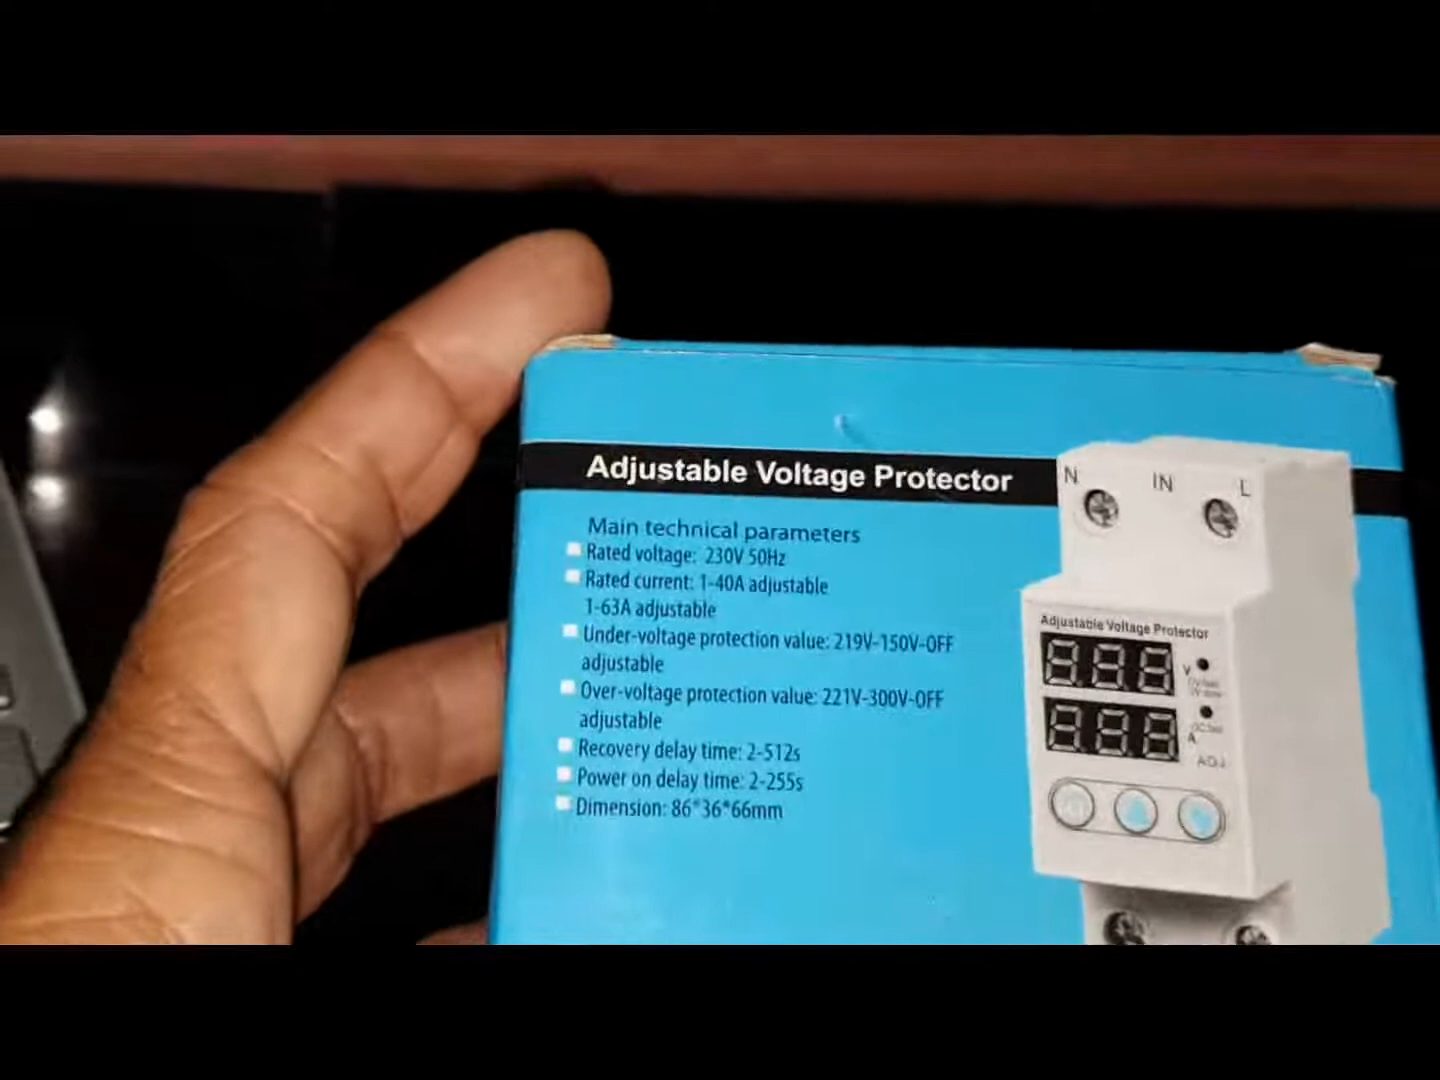 Adjustable Voltage Protector
Main technical parameters
Rated voltage: 230V 50Hz
Rated current: 1-40A adjustable
1-63A adjustable
Under-voltage protection value: 219V-150V-OFF
adjustable
Over-voltage protection value: 221V-300V-OFF
adjustable
Recovery delay time: 2-512s
Power on delay time: 2-255s
Dimension: 86*36*66mm
N IN L
Adjustable Voltage Protector
888 V
888 A
ADJ